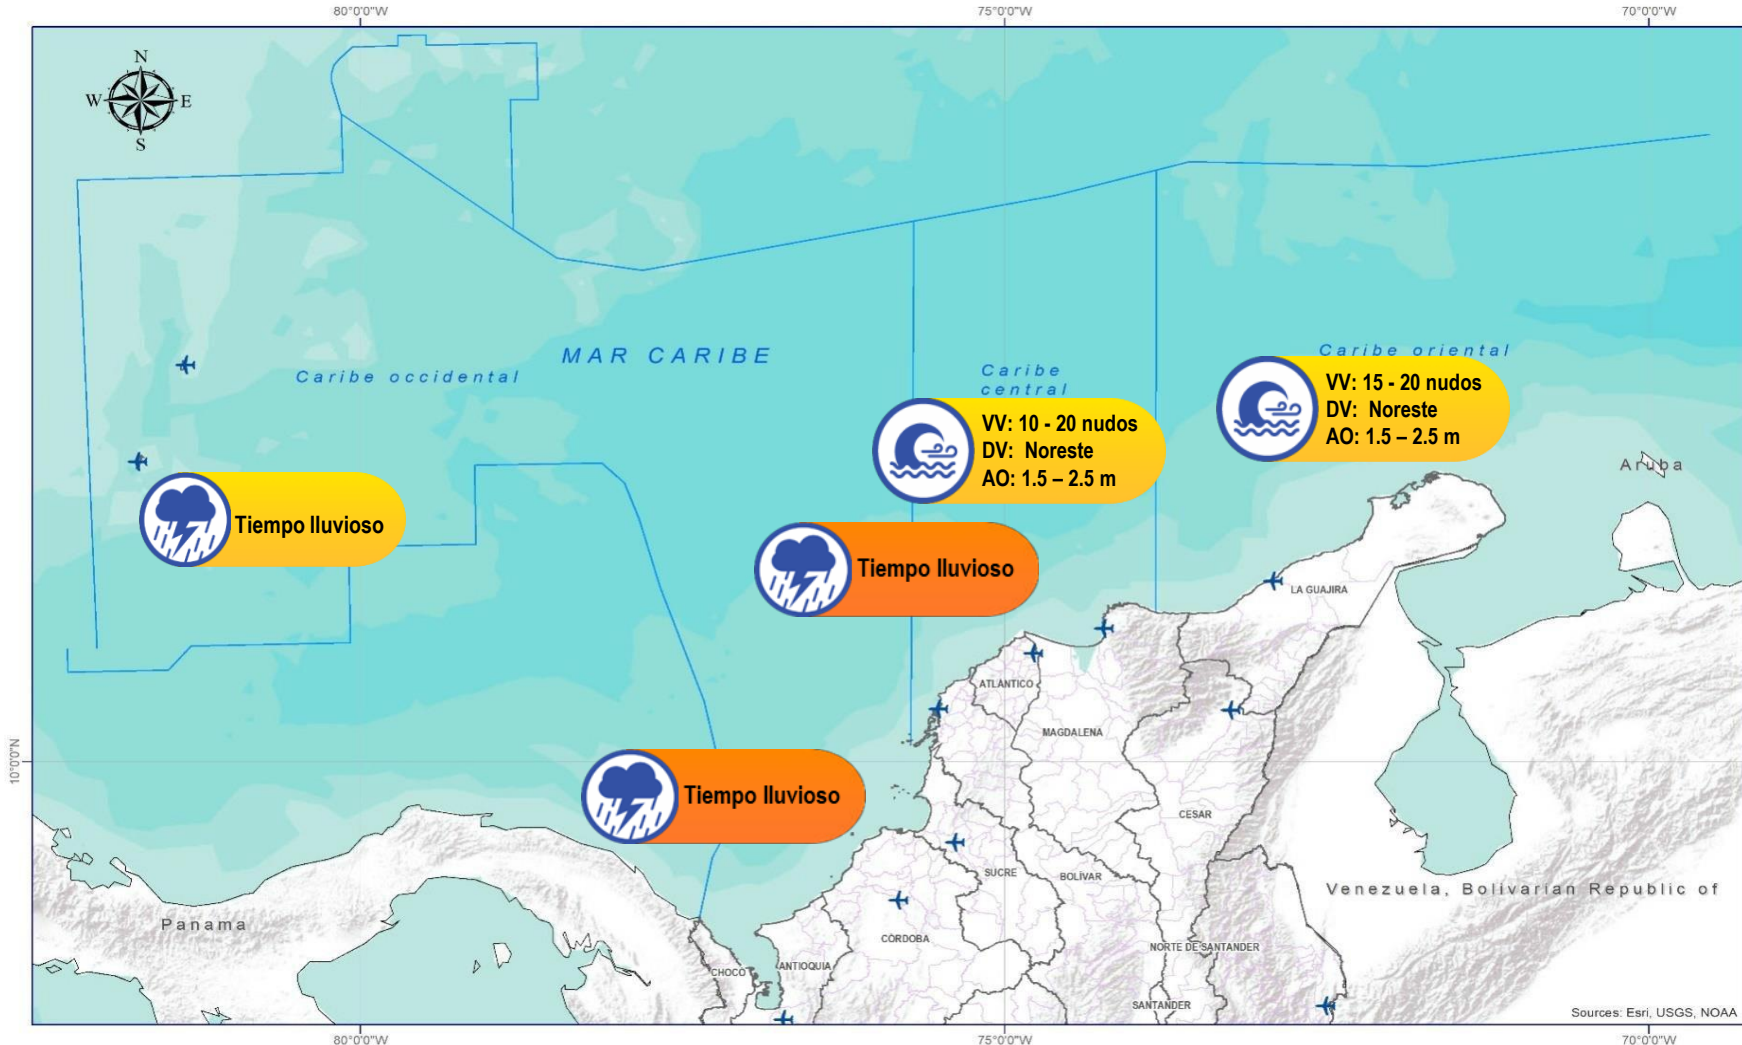 80°0'0"W
75°0'0"W
70°0'0"W
N
W
E
S
MAR CARIBE
Caribe occidental
Caribe
central
Caribe oriental
VV: 15 - 20 nudos
DV: Noreste
AO: 1.5 – 2.5 m
VV: 10 - 20 nudos
DV: Noreste
AO: 1.5 – 2.5 m
Aruba
Tiempo lluvioso
Tiempo lluvioso
LA GUAJIRA
ATLÁNTICO
MAGDALENA
10°0'0"N
Tiempo lluvioso
CESAR
SUCRE
BOLÍVAR
Venezuela, Bolivarian Republic of
Panama
CÓRDOBA
NORTE DE SANTANDER
CHOCÓ
ANTIOQUIA
SANTANDER
Sources: Esri, USGS, NOAA
80°0'0"W
75°0'0"W
70°0'0"W